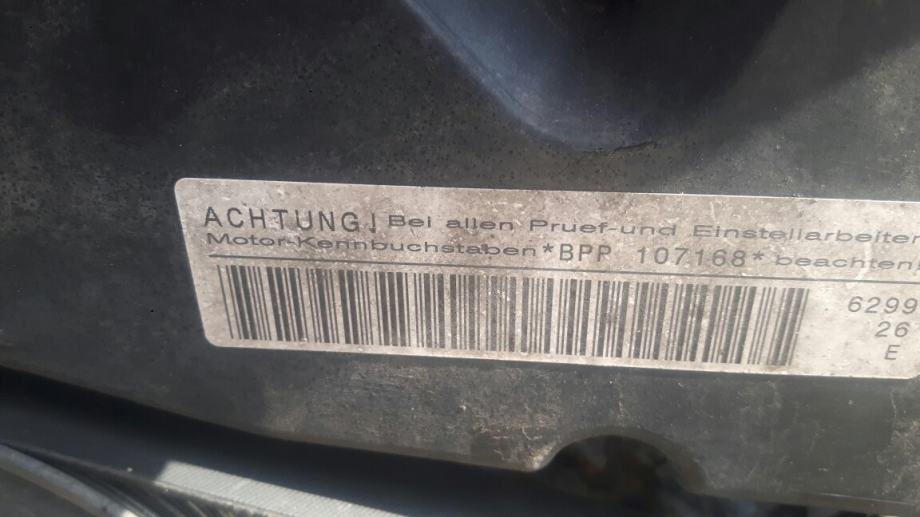 ACHTUNG! Bei allen Pruef-und Einstellarbeiten
Motor-Kennbuchstaben *BPP 107168* beachten!
6299
26
E